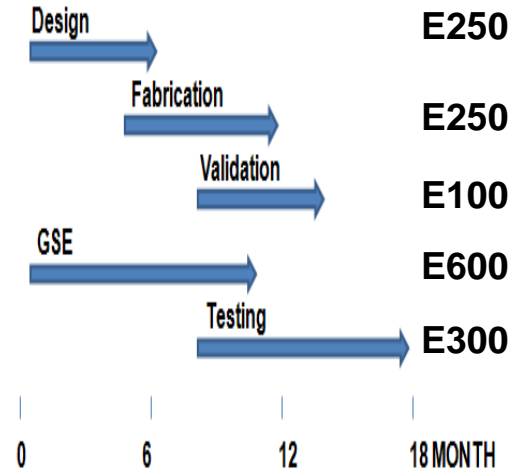 Design E250
Fabrication E250
Validation E100
GSE E600
Testing E300
0 6 12 18 MONTH